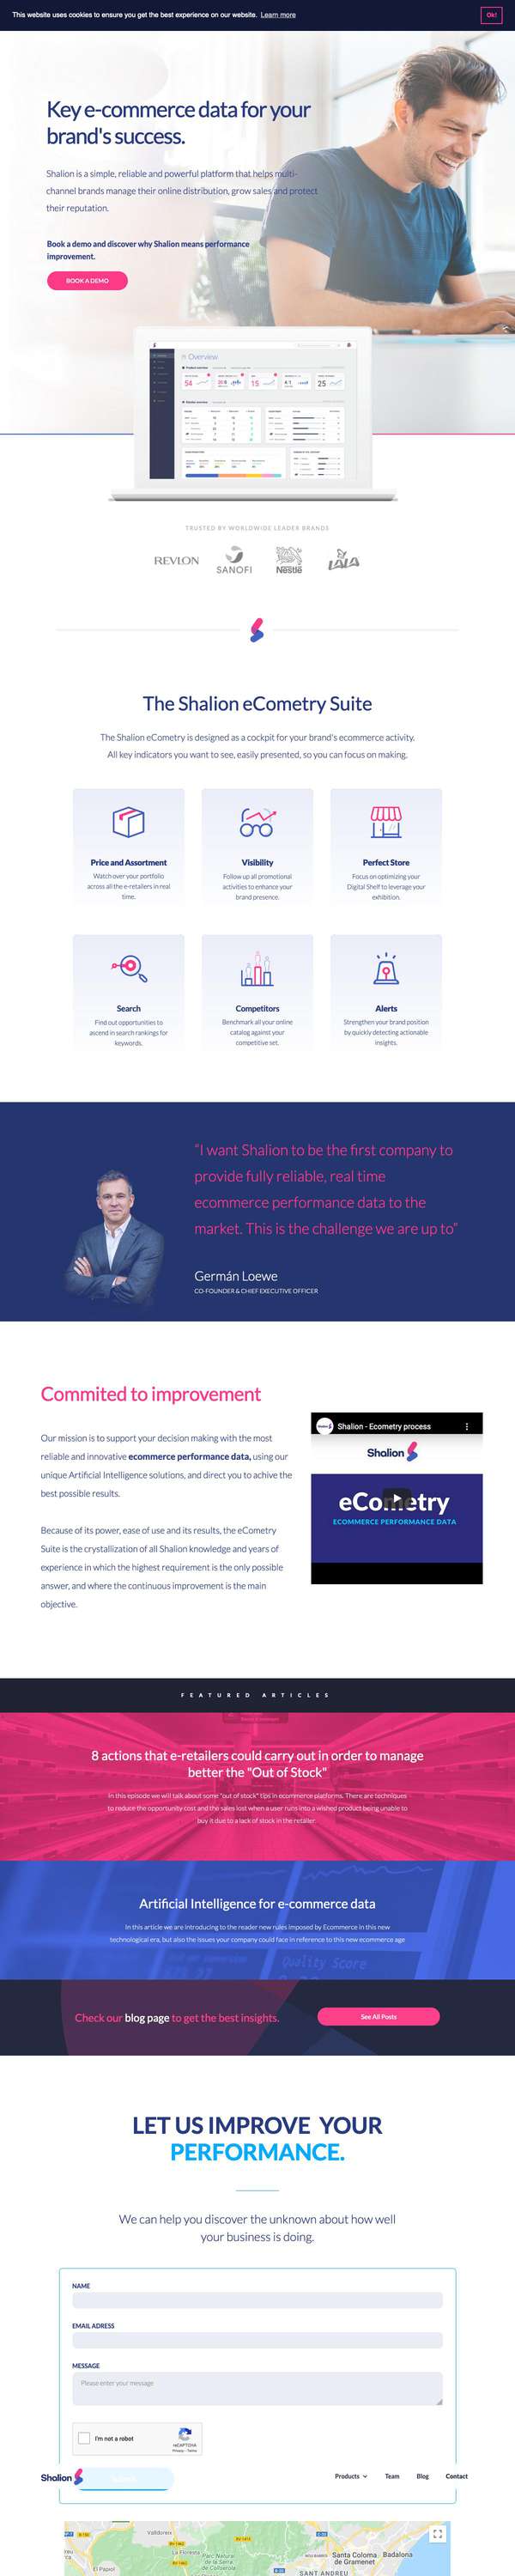 This website uses cookies to ensure you get the best experience on our website. Learn more
Ok!
Key e-commerce data for your
brand's success.
Shalion is a simple, reliable and powerful platform that helps multi-
channel brands manage their online distribution, grow sales and protect
their reputation.
Book a demo and discover why Shalion means performance
improvement.
BOOK A DEMO
Overview
54
15
4.1
25
TRUSTED BY WORLDWIDE LEADER BRANDS
REVLON
SANOFI
Nestlé
LALA
The Shalion eCometry Suite
The Shalion eCometry is designed as a cockpit for your brand's ecommerce activity.
All key indicators you want to see, easily presented, so you can focus on making.
Price and Assortment
Watch over your portfolio
across all the e-retailers in real
time.
Visibility
Follow up all promotional
activities to enhance your
brand presence.
Perfect Store
Focus on optimizing your
Digital Shelf to leverage your
exhibition.
Search
Find out opportunities to
ascend in search rankings for
keywords.
Competitors
Benchmark all your online
catalog against your
competitive set.
Alerts
Strengthen your brand position
by quickly detecting actionable
insights.
"I want Shalion to be the first company to
provide fully reliable, real time
ecommerce performance data to the
market. This is the challenge we are up to"
Germán Loewe
CO-FOUNDER & CHIEF EXECUTIVE OFFICER
Commited to improvement
Our mission is to support your decision making with the most
reliable and innovative ecommerce performance data, using our
unique Artificial Intelligence solutions, and direct you to achieve the
best possible results.
Because of its power, ease of use and its results, the eCometry
Suite is the crystallization of all Shalion knowledge and years of
experience in which the highest requirement is the only possible
answer, and where the continuous improvement is the main
objective.
Shalion - Ecometry process
Shalion
eCometry
ECOMMERCE PERFORMANCE DATA
FEATURED ARTICLES
8 actions that e-retailers could carry out in order to manage
better the "Out of Stock"
In this episode we will talk about some "out of stock" tips in ecommerce platforms. There are techniques
to reduce the opportunity cost and the sales lost when a user runs into a wished product being unable to
buy it due to a lack of stock in the retailer.
Artificial Intelligence for e-commerce data
In this article we are introducing to the reader new rules imposed by Ecommerce in this new
technological era, but also the issues your company could face in reference to this new ecommerce age
Quality Score
Check our blog page to get the best insights.
See All Posts
LET US IMPROVE YOUR
PERFORMANCE.
We can help you discover the unknown about how well
your business is doing.
NAME
EMAIL ADRESS
MESSAGE
Please enter your message
I'm not a robot
reCAPTCHA
Privacy - Terms
Shalion
Products
Team
Blog
Contact
Valldoreix
La Floresta
Parc Natural
de la Serra
de Collserola
El Papiol
Santa Coloma
de Gramenet
Badalona
SANT ANDREU